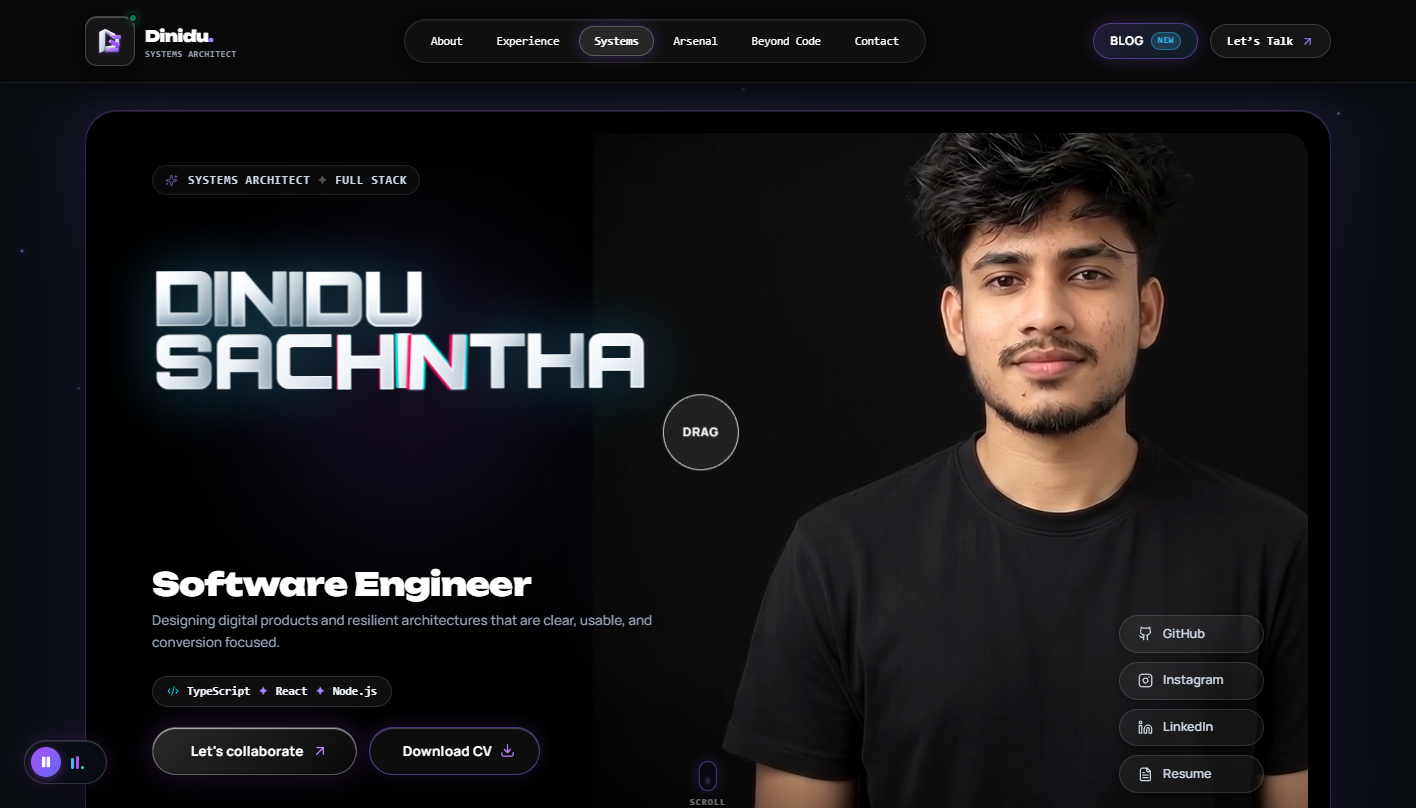 Dinidu.
SYSTEMS ARCHITECT
About Experience Systems Arsenal Beyond Code Contact
BLOG NEW
Let's Talk
SYSTEMS ARCHITECT ✦ FULL STACK
DINIDU
SACHINTHA
DRAG
Software Engineer
Designing digital products and resilient architectures that are clear, usable, and
conversion focused.
TypeScript ✦ React ✦ Node.js
Let's collaborate
Download CV
GitHub
Instagram
LinkedIn
Resume
SCROLL